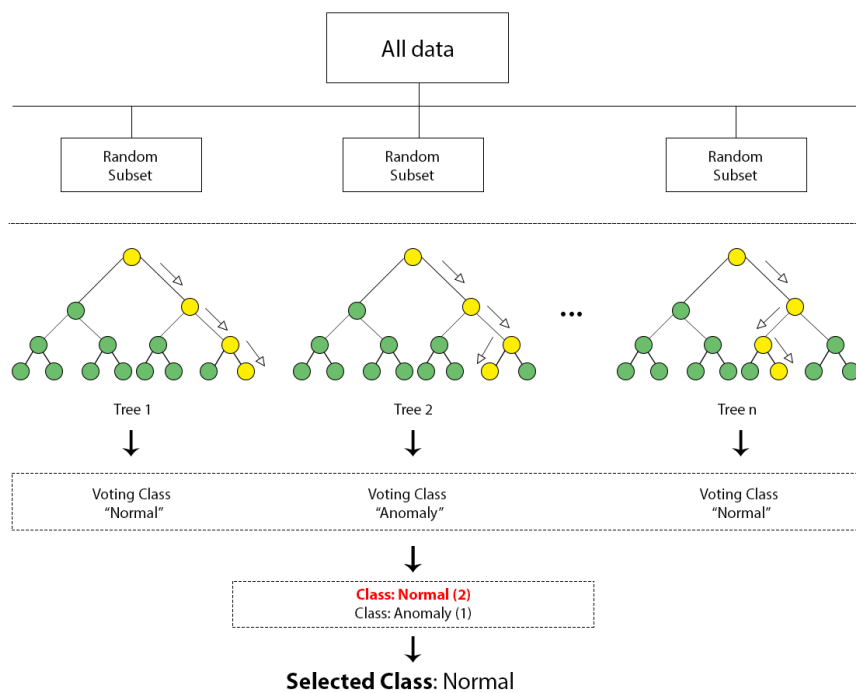 All data
Random
Subset
Random
Subset
Random
Subset
...
Tree 1
Tree 2
Tree n
Voting Class
“Normal”
Voting Class
“Anomaly”
Voting Class
“Normal”
Class: Normal (2)
Class: Anomaly (1)
Selected Class: Normal